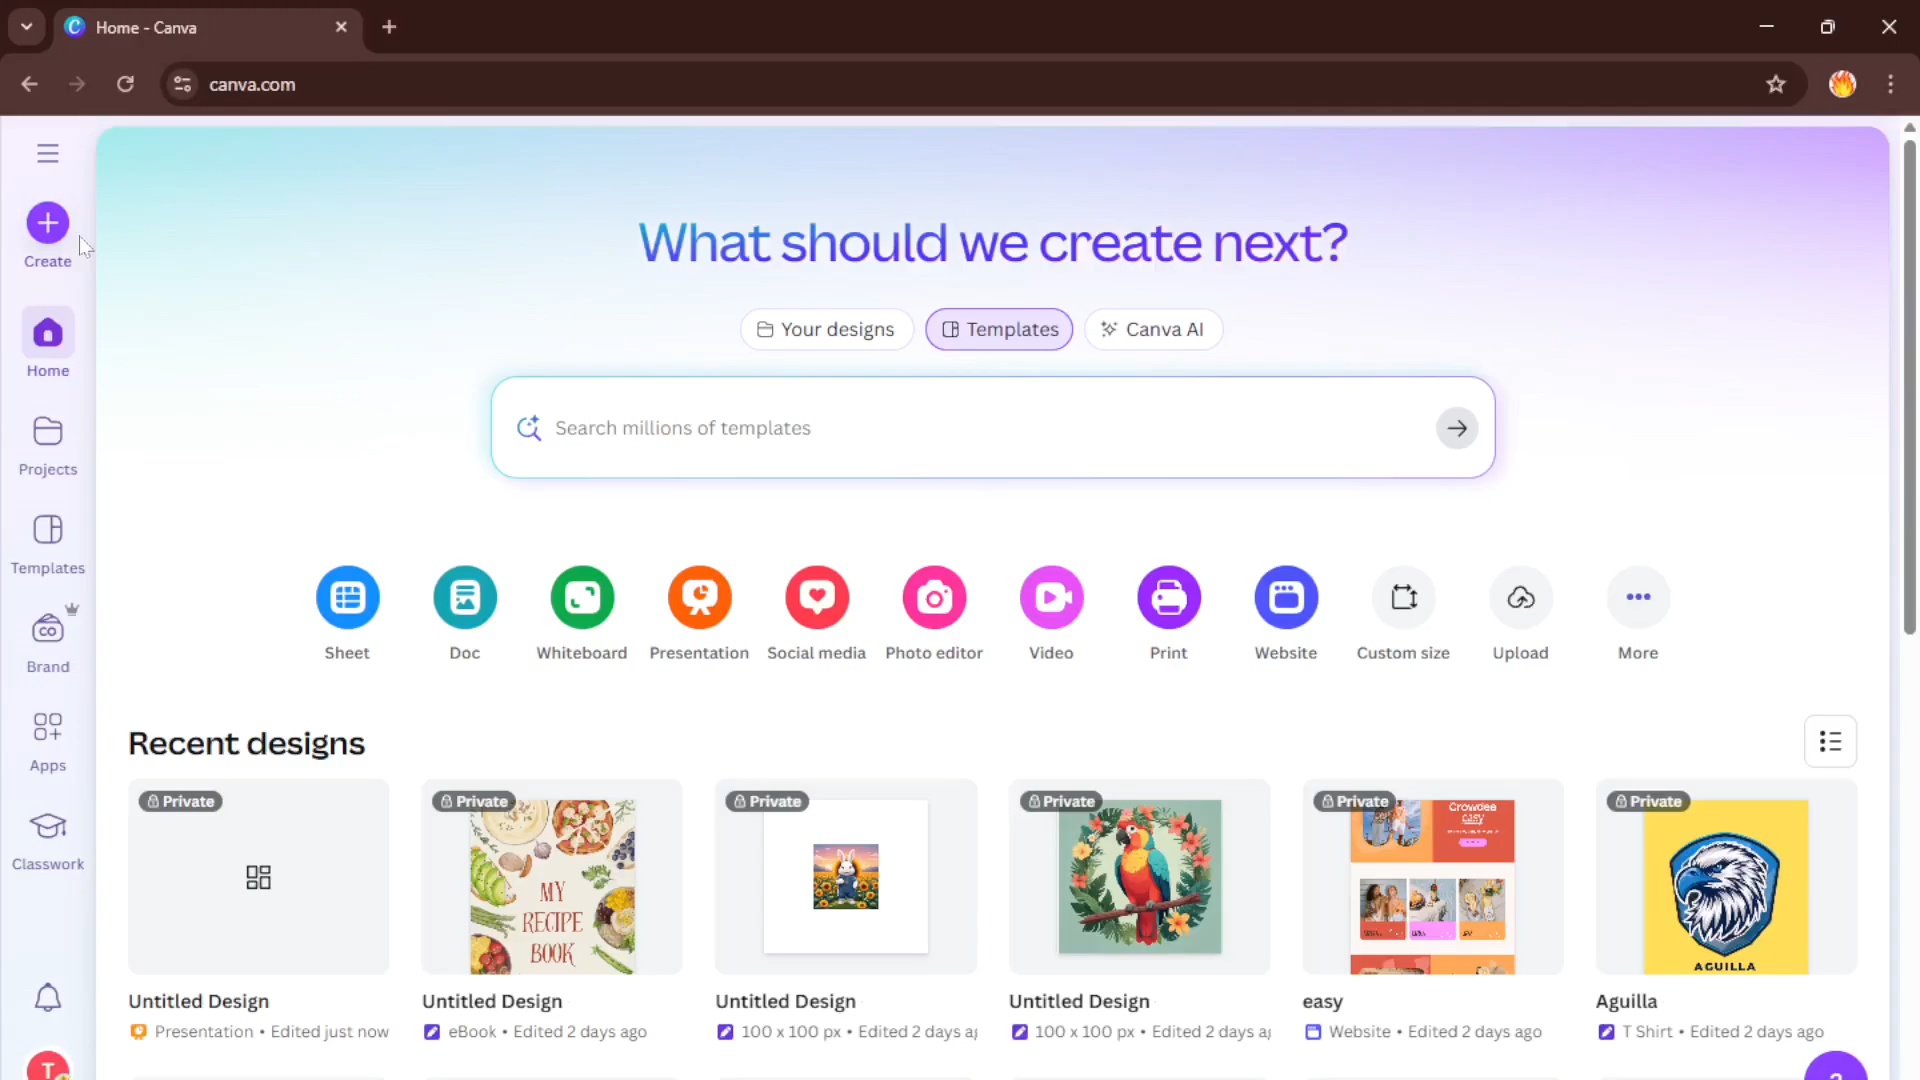 Home - Canva
canva.com
Create
Home
Projects
Templates
Brand
Apps
Classwork
What should we create next?
Your designs
Templates
Canva AI
Search millions of templates
Sheet
Doc
Whiteboard
Presentation
Social media
Photo editor
Video
Print
Website
Custom size
Upload
More
Recent designs
Private
MY
RECIPE
BOOK
Private
Private
Private
Private
Crowdee
easy
Private
AGUILLA
Untitled Design
Presentation • Edited just now
Untitled Design
eBook • Edited 2 days ago
Untitled Design
100 x 100 px • Edited 2 days ag
Untitled Design
100 x 100 px • Edited 2 days a
easy
Website • Edited 2 days ago
Aguilla
T Shirt • Edited 2 days ago
T
?